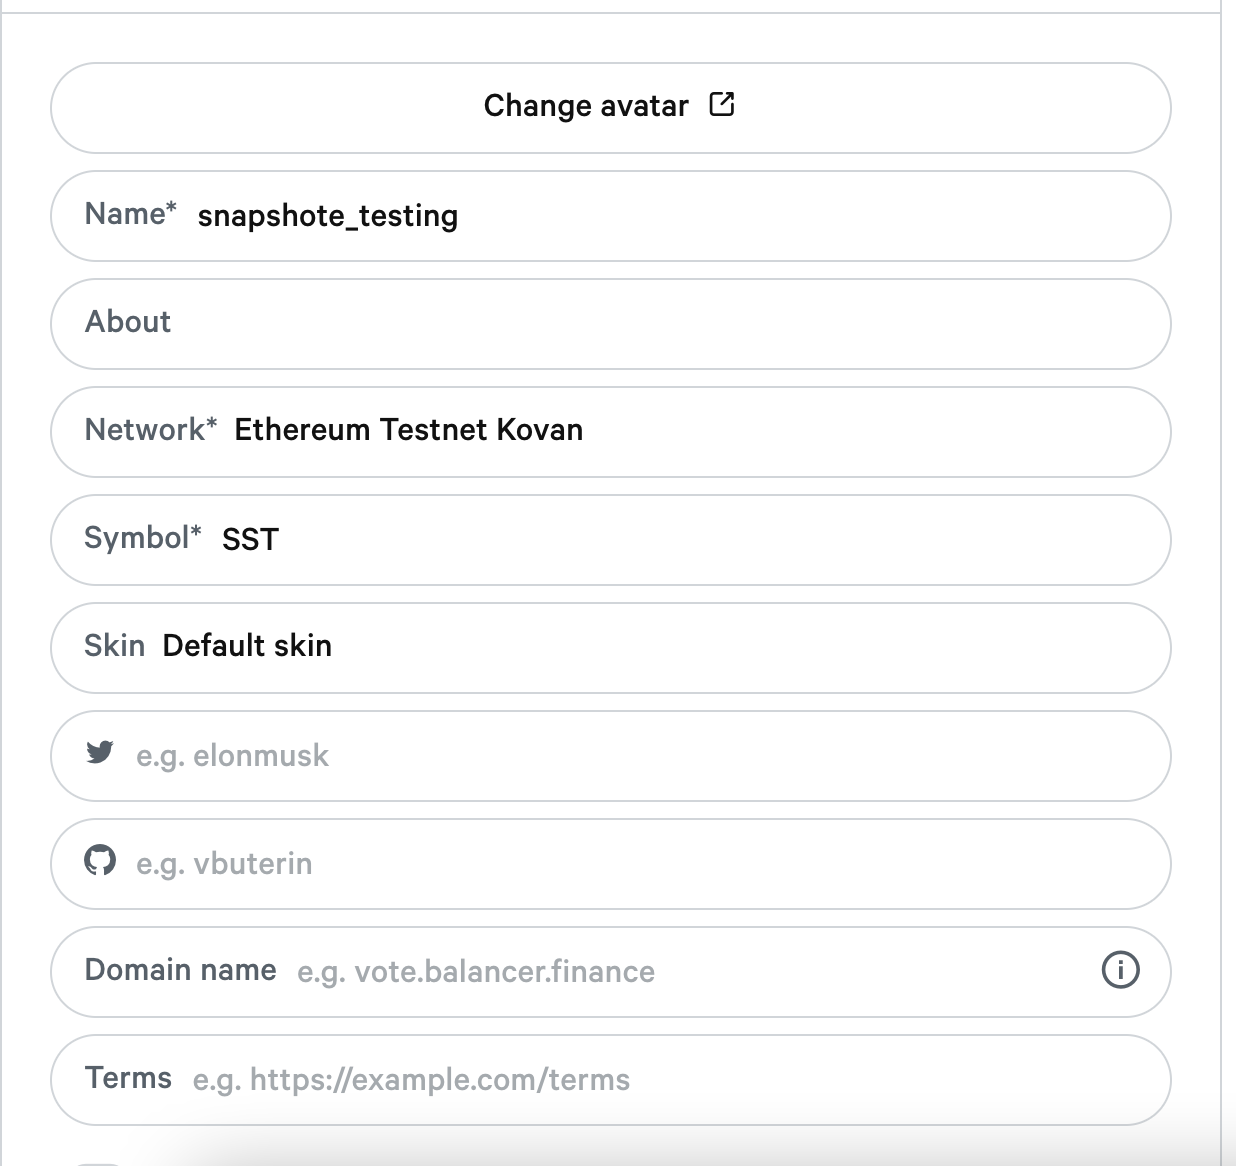 Change avatar
Name* snapshote_testing
About
Network* Ethereum Testnet Kovan
Symbol* SST
Skin Default skin
e.g. elonmusk
e.g. vbuterin
Domain name e.g. vote.balancer.finance
Terms e.g. https://example.com/terms